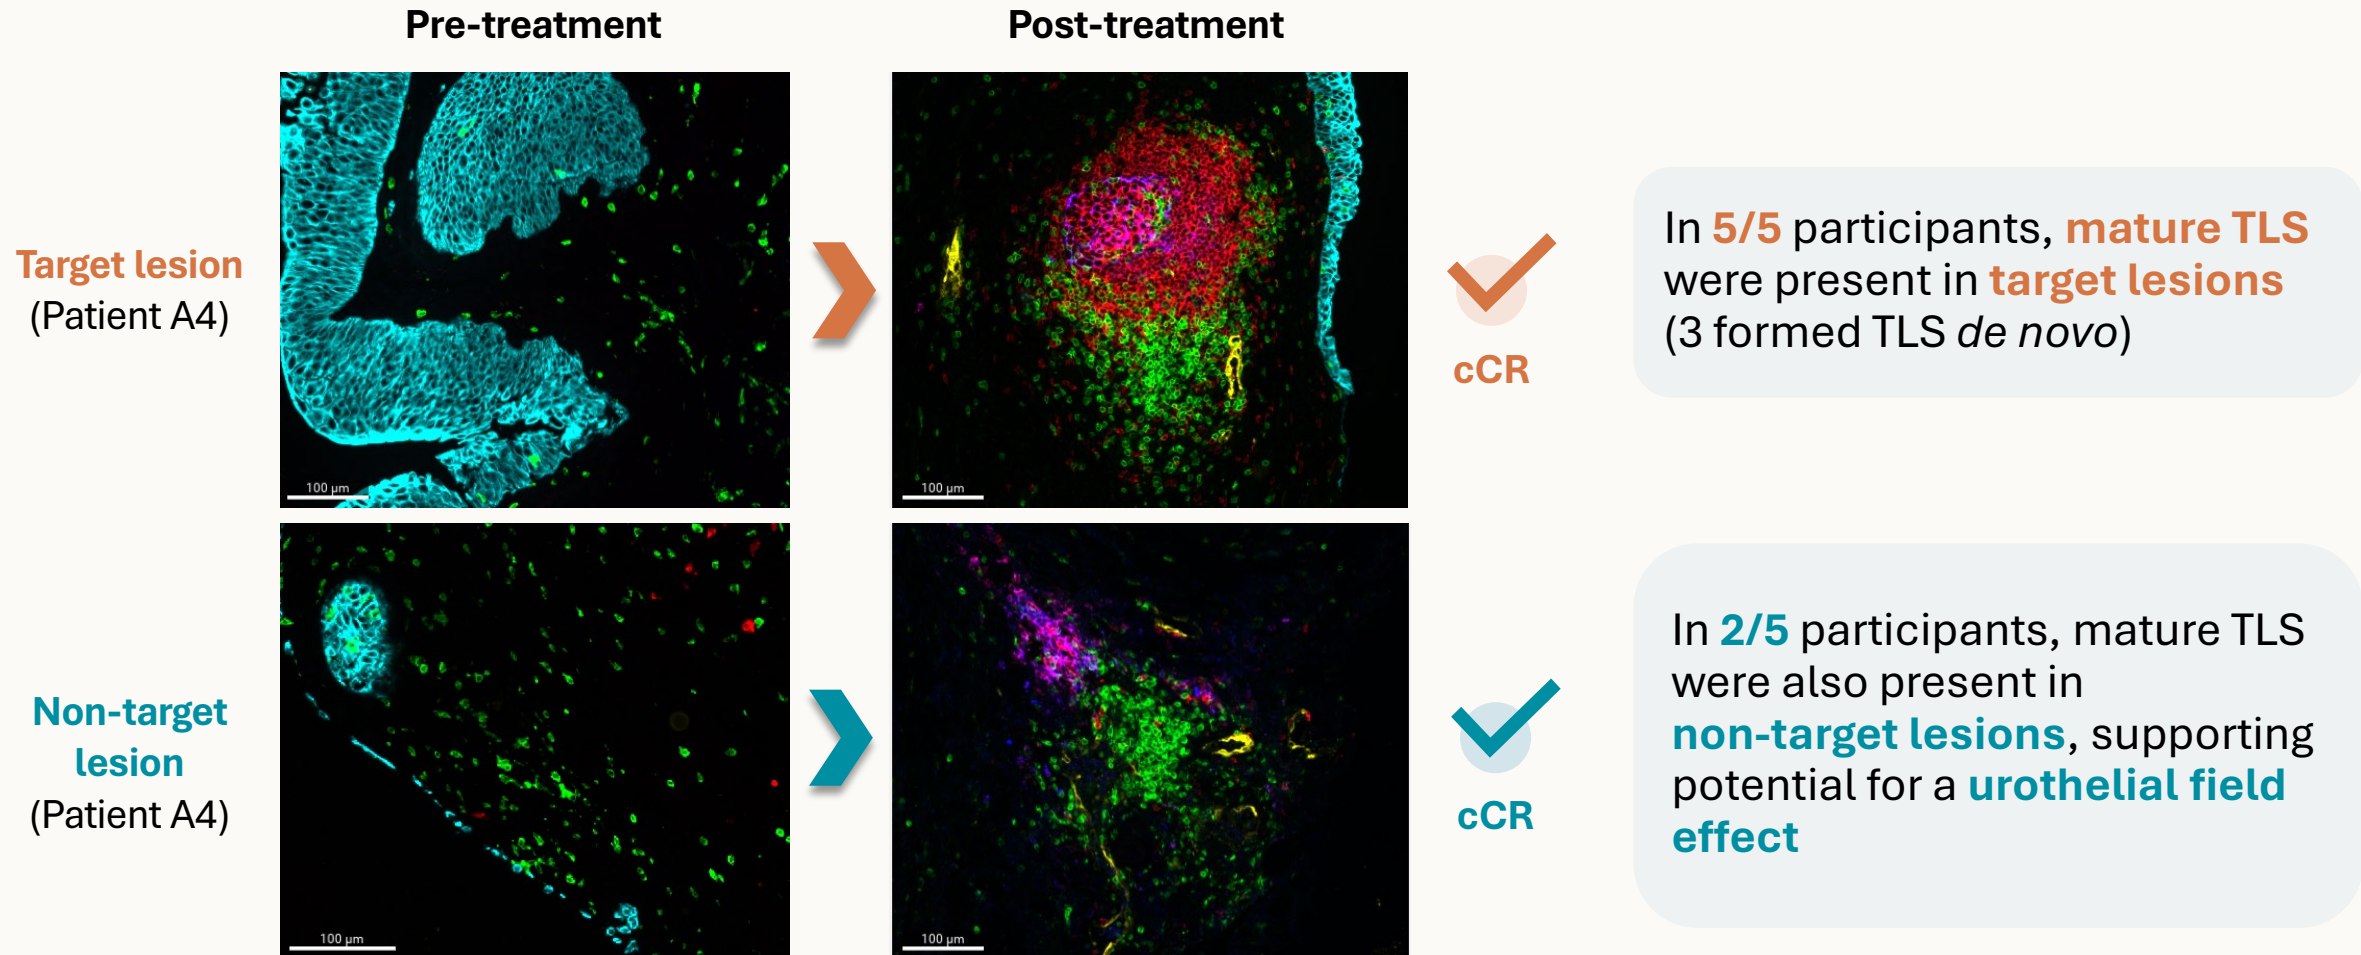 Pre-treatment
Post-treatment
Target lesion
(Patient A4)
100 µm
100 µm
cCR
In 5/5 participants, mature TLS
were present in target lesions
(3 formed TLS de novo)
Non-target
lesion
(Patient A4)
100 µm
100 µm
cCR
In 2/5 participants, mature TLS
were also present in
non-target lesions, supporting
potential for a urothelial field
effect